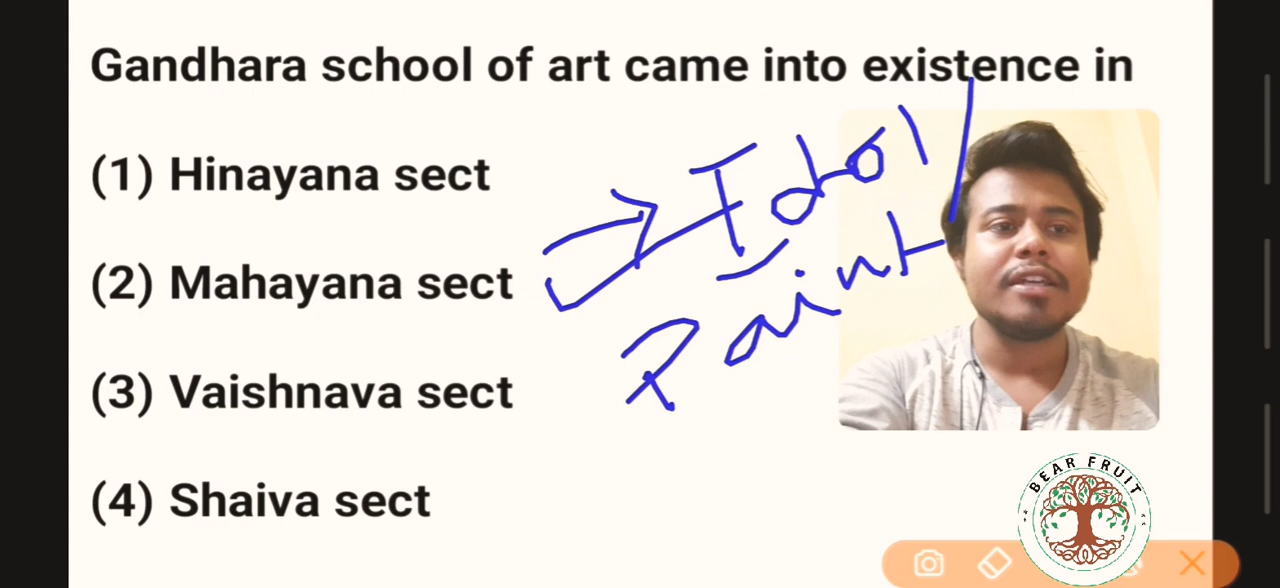 Gandhara school of art came into existence in
(1) Hinayana sect
(2) Mahayana sect
(3) Vaishnava sect
(4) Shaiva sect
Idol/
Paint
BEAR FRUIT